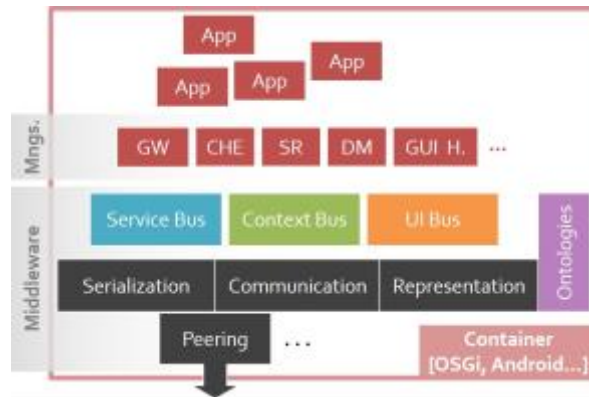 App
App
App
App
Mngs.
GW CHE SR DM GUI H. ...
Middleware
Service Bus Context Bus UI Bus
Ontologies
Serialization Communication Representation
Peering ...
Container
[OSGi, Android...]